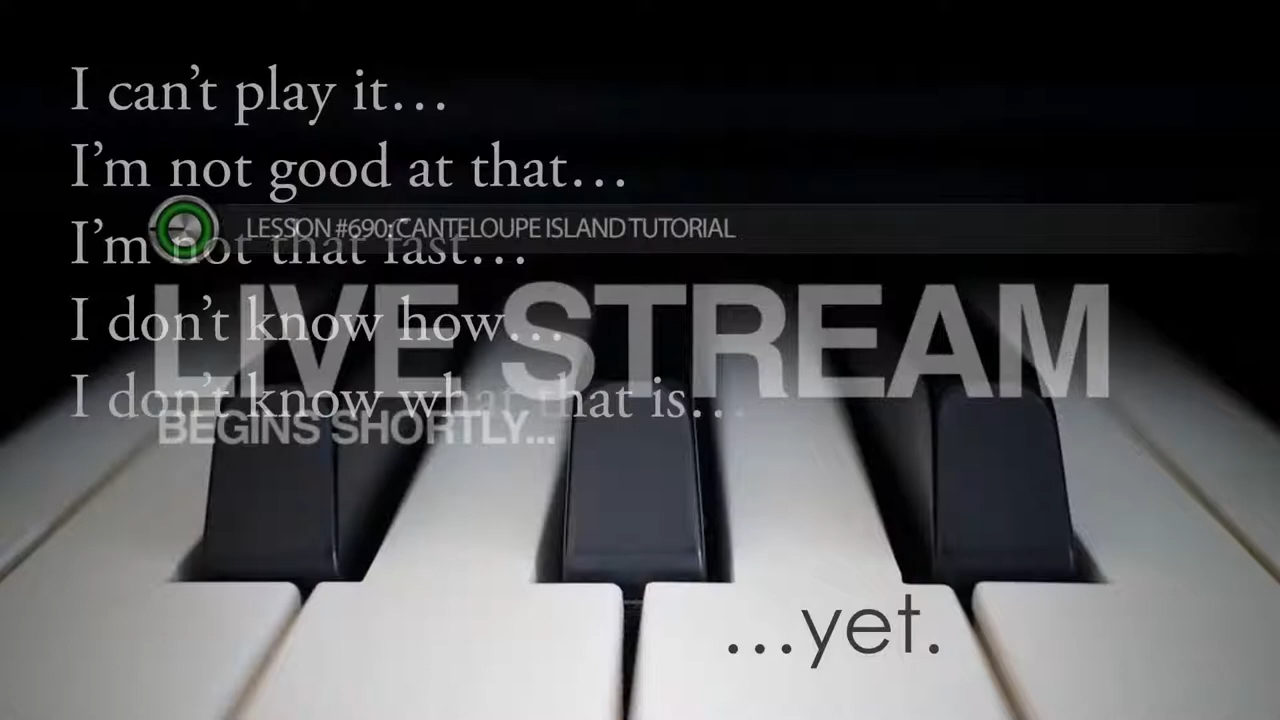 I can’t play it…
I’m not good at that…
LESSON #690: CANTELOUPE ISLAND TUTORIAL
I’m not that fast…
LIVE STREAM
I don’t know how…
I don’t know what that is…
BEGINS SHORTLY...
…yet.